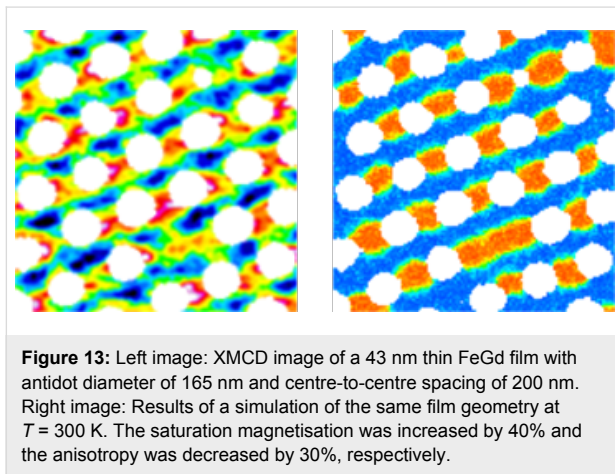 Figure 13: Left image: XMCD image of a 43 nm thin FeGd film with
antidot diameter of 165 nm and centre-to-centre spacing of 200 nm.
Right image: Results of a simulation of the same film geometry at
T = 300 K. The saturation magnetisation was increased by 40% and
the anisotropy was decreased by 30%, respectively.